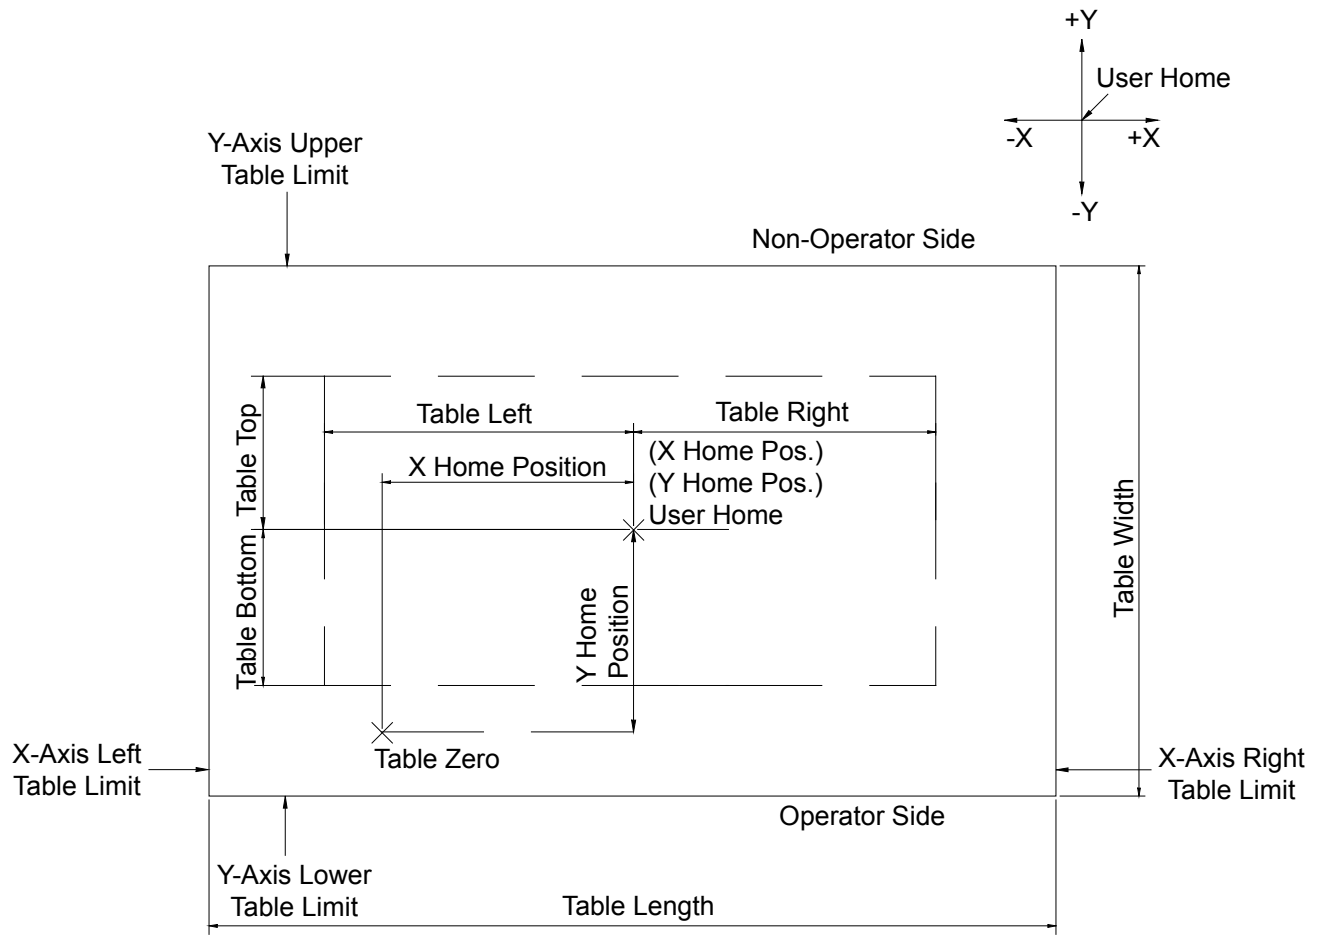 +Y
User Home
-X
+X
-Y
Y-Axis Upper
Table Limit
Non-Operator Side
Table Top
Table Left
Table Right
X Home Position
(X Home Pos.)
(Y Home Pos.)
User Home
Table Bottom
Y Home
Position
Table Width
Table Zero
X-Axis Left
Table Limit
X-Axis Right
Table Limit
Operator Side
Y-Axis Lower
Table Limit
Table Length